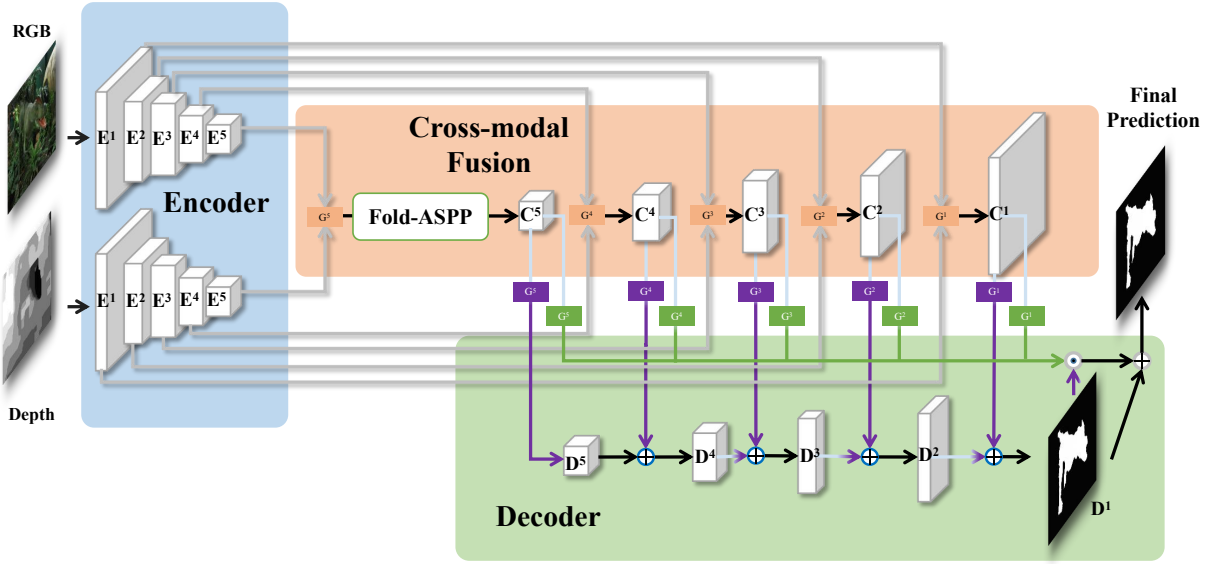 RGB
E¹ E² E³ E⁴ E⁵
Encoder
E¹ E² E³ E⁴ E⁵
Depth
Cross-modal
Fusion
G⁵ Fold-ASPP C⁵ G⁴ C⁴ G³ C³ G² C² G¹ C¹
G⁵ G⁴ G³ G² G¹
G⁵ G⁴ G³ G² G¹
D⁵ D⁴ D³ D² D¹
Decoder
Final
Prediction